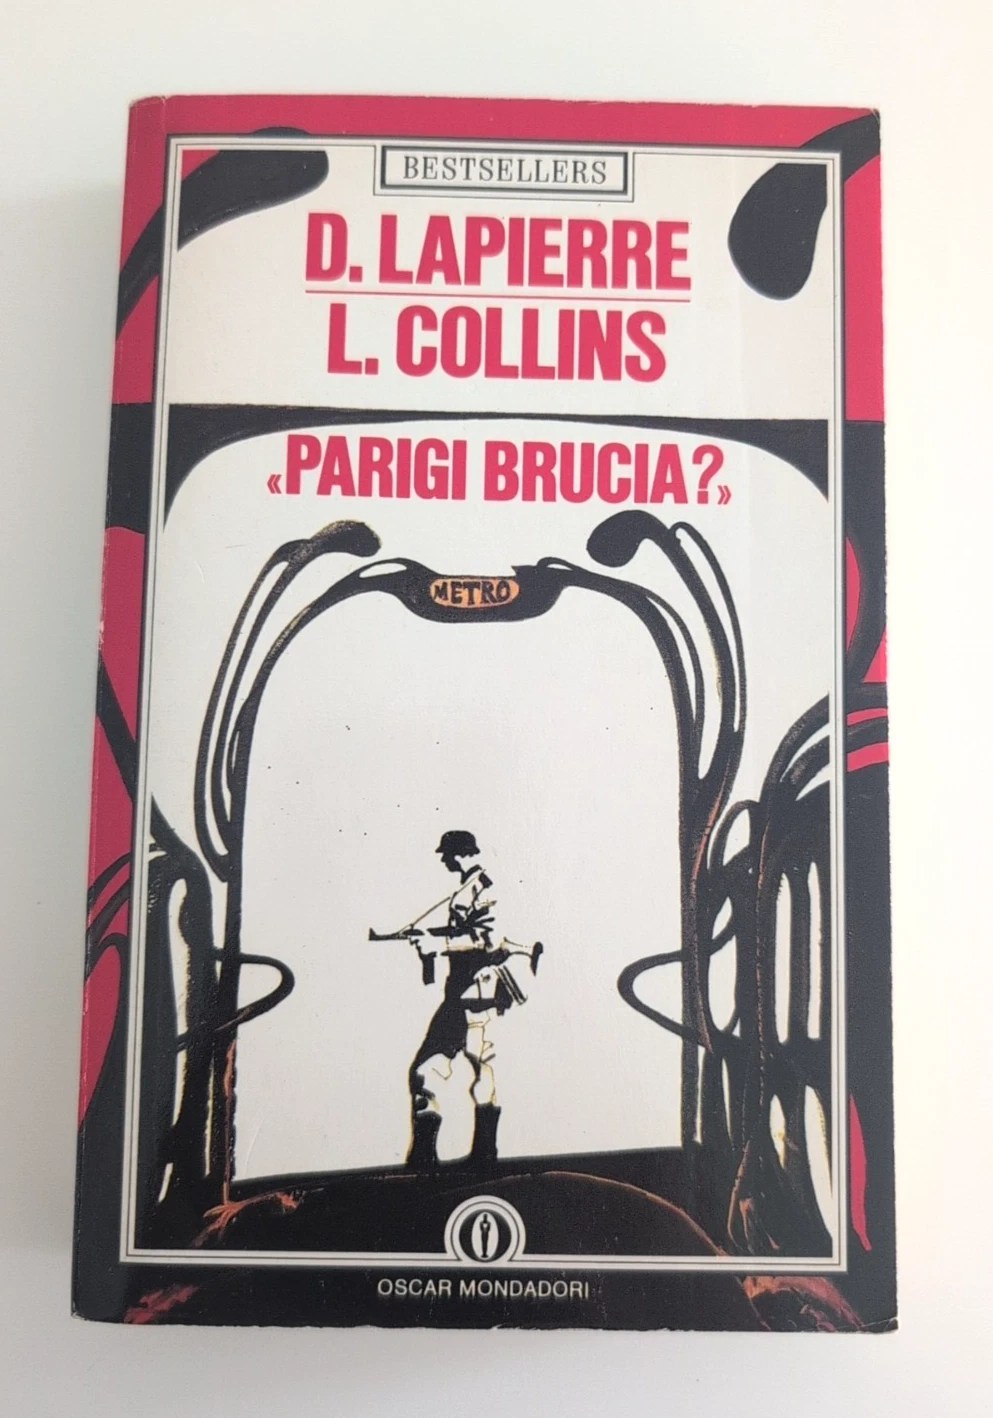 BESTSELLERS
D. LAPIERRE
L. COLLINS
«PARIGI BRUCIA?»
METRO
OSCAR MONDADORI